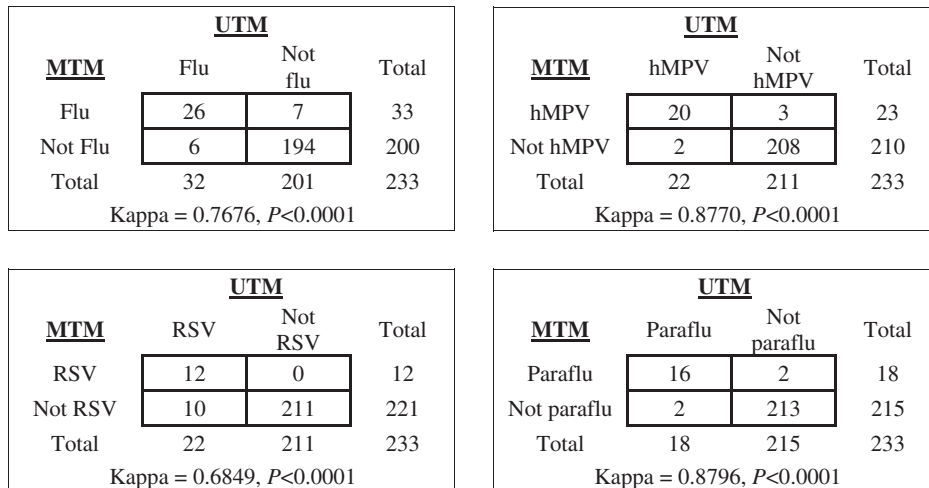 UTM
MTM Flu Not flu Total
Flu 26 7 33
Not Flu 6 194 200
Total 32 201 233
Kappa = 0.7676, P<0.0001
UTM
MTM hMPV Not hMPV Total
hMPV 20 3 23
Not hMPV 2 208 210
Total 22 211 233
Kappa = 0.8770, P<0.0001
UTM
MTM RSV Not RSV Total
RSV 12 0 12
Not RSV 10 211 221
Total 22 211 233
Kappa = 0.6849, P<0.0001
UTM
MTM Paraflu Not paraflu Total
Paraflu 16 2 18
Not paraflu 2 213 215
Total 18 215 233
Kappa = 0.8796, P<0.0001